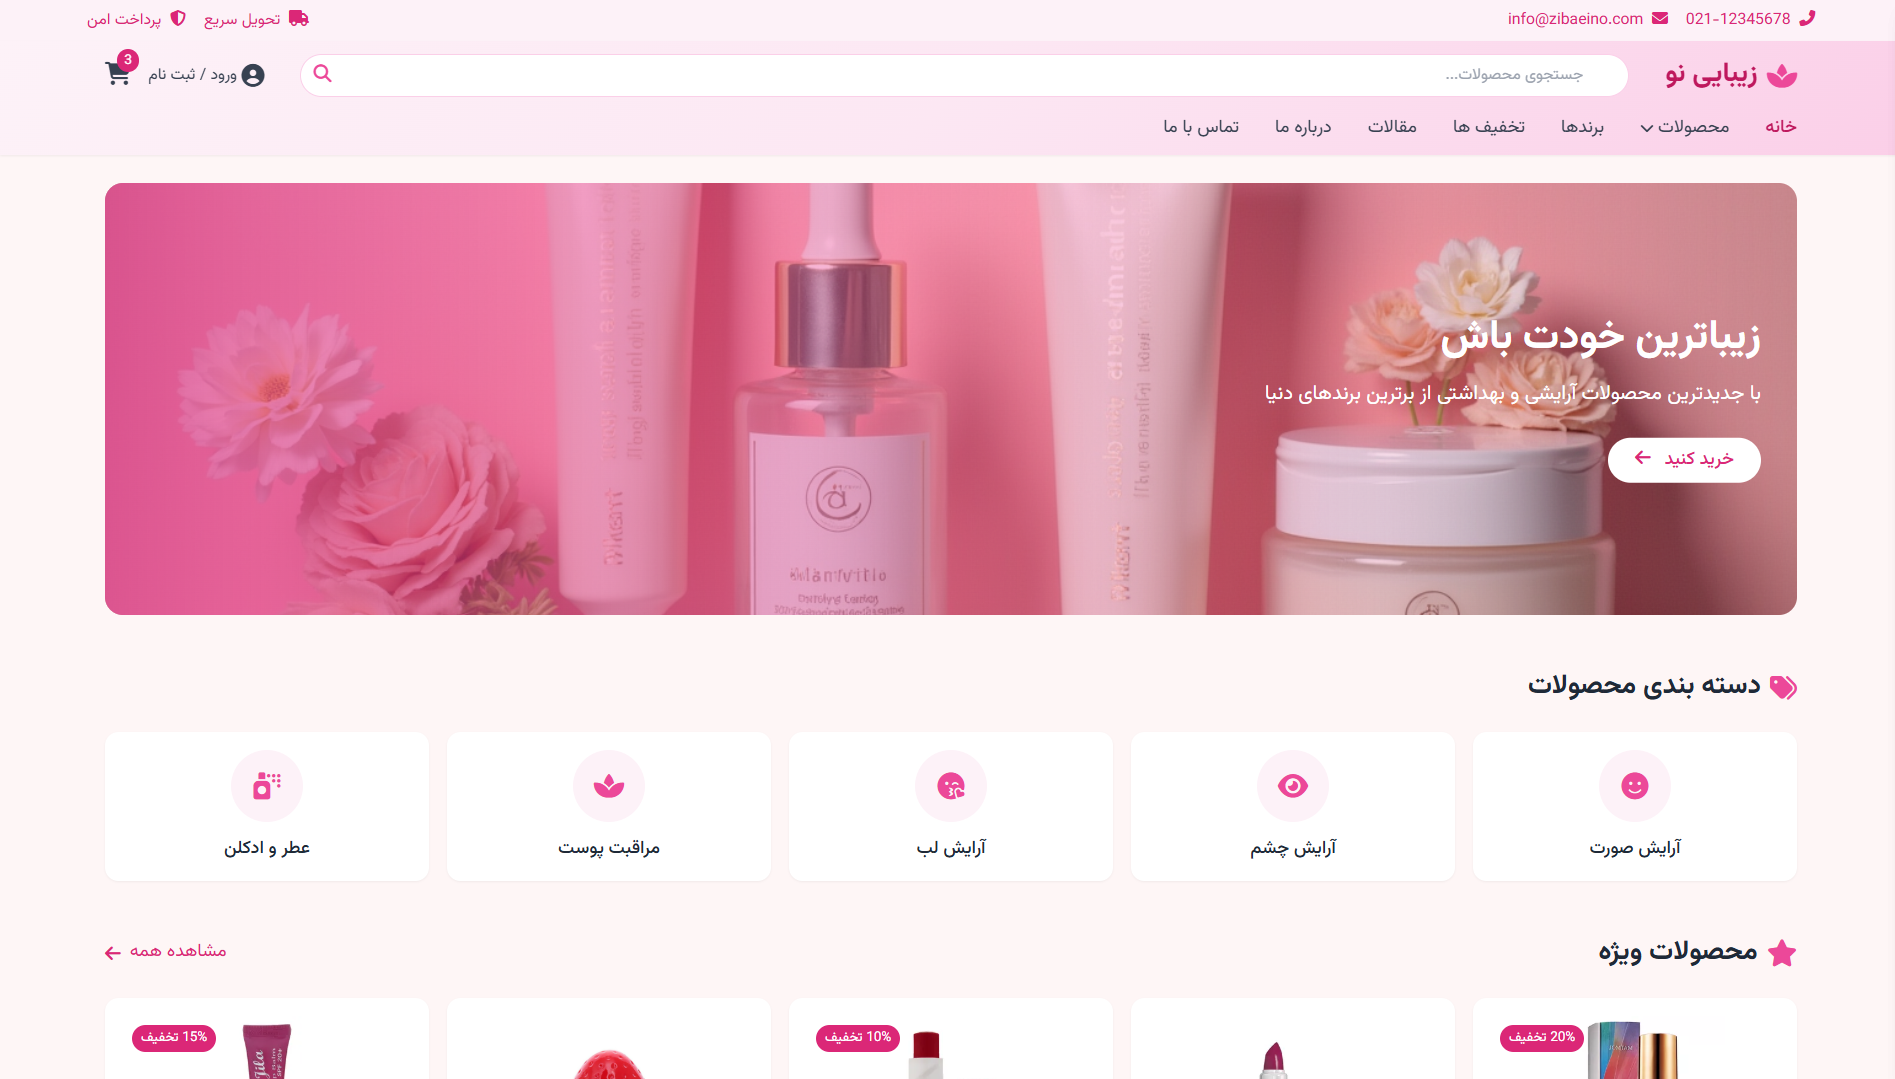 021-12345678
info@zibaeino.com
تحویل سریع
پرداخت امن
زیبایی نو
جستجوی محصولات...
ورود / ثبت نام
3
خانه
محصولات
برندها
تخفیف ها
مقالات
درباره ما
تماس با ما
زیباترین خودت باش
با جدیدترین محصولات آرایشی و بهداشتی از برترین برندهای دنیا
خرید کنید
دسته بندی محصولات
آرایش صورت
آرایش چشم
آرایش لب
مراقبت پوست
عطر و ادکلن
محصولات ویژه
مشاهده همه
20% تخفیف
10% تخفیف
15% تخفیف